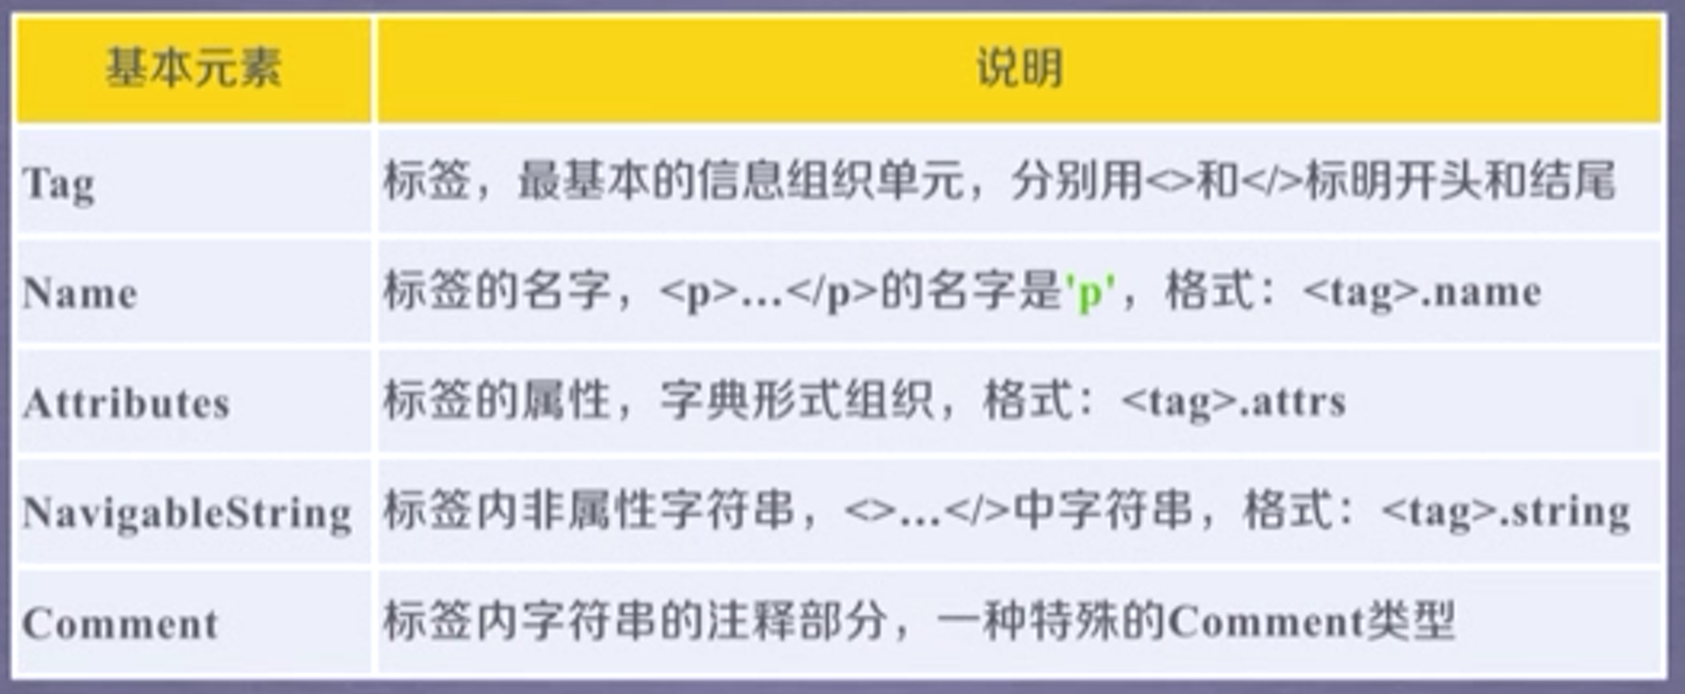 基本元素 说明
Tag 标签，最基本的信息组织单元，分别用<>和</>标明开头和结尾
Name 标签的名字，<p>…</p>的名字是'p'，格式：<tag>.name
Attributes 标签的属性，字典形式组织，格式：<tag>.attrs
NavigableString 标签内非属性字符串，<>…</>中字符串，格式：<tag>.string
Comment 标签内字符串的注释部分，一种特殊的Comment类型